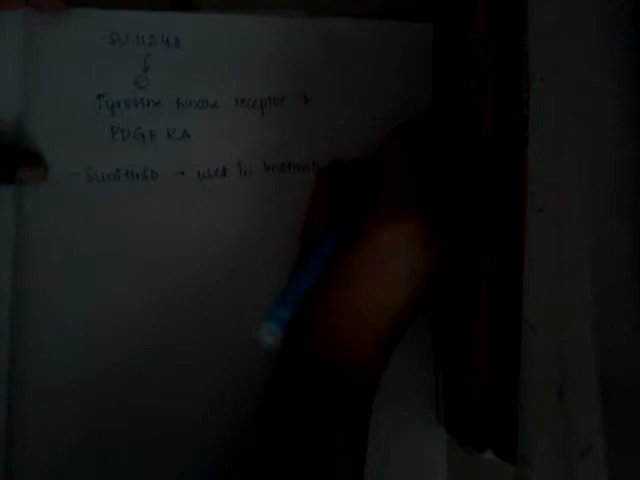 - SU 11248
↓
⊖
Tyrosine kinase receptor &
PDGF RA
- Sunitinib → used in